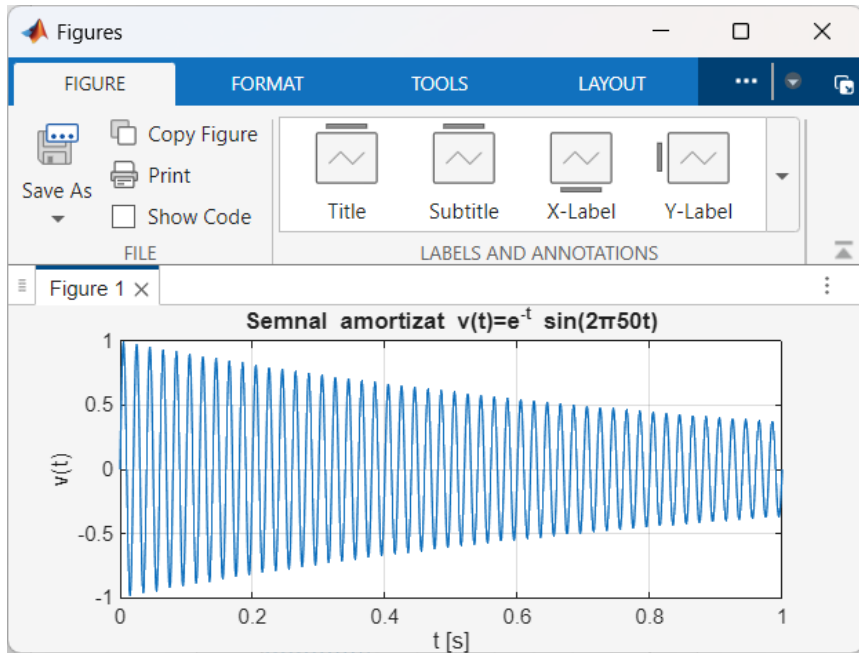 Figures
FIGURE FORMAT TOOLS LAYOUT
Save As
Copy Figure
Print
Show Code
FILE
Title Subtitle X-Label Y-Label
LABELS AND ANNOTATIONS
Figure 1
Semnal amortizat v(t)=e^-t sin(2π50t)
v(t)
1
0.5
0
-0.5
-1
0 0.2 0.4 0.6 0.8 1
t [s]